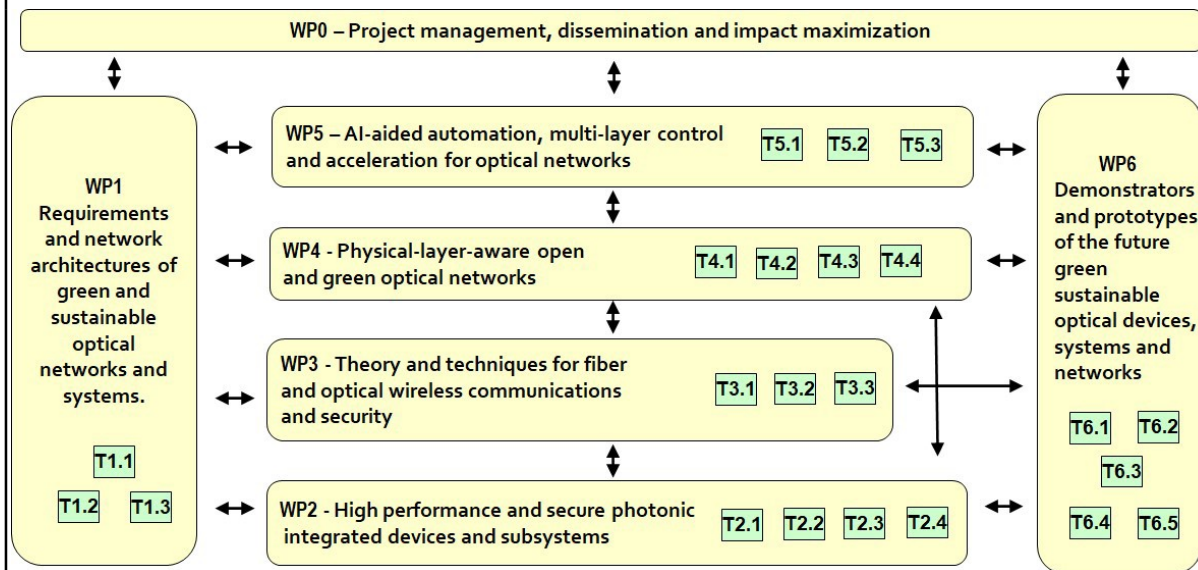 WP0 – Project management, dissemination and impact maximization
WP1
Requirements
and network
architectures of
green and
sustainable
optical
networks and
systems.
T1.1
T1.2 T1.3
WP5 – AI-aided automation, multi-layer control
and acceleration for optical networks
T5.1 T5.2 T5.3
WP4 - Physical-layer-aware open
and green optical networks
T4.1 T4.2 T4.3 T4.4
WP3 - Theory and techniques for fiber
and optical wireless communications
and security
T3.1 T3.2 T3.3
WP2 - High performance and secure photonic
integrated devices and subsystems
T2.1 T2.2 T2.3 T2.4
WP6
Demonstrators
and prototypes
of the future
green
sustainable
optical devices,
systems and
networks
T6.1 T6.2
T6.3
T6.4 T6.5